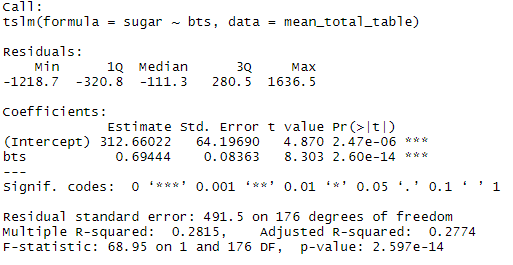 Call:
tslm(formula = sugar ~ bts, data = mean_total_table)
Residuals:
Min 1Q Median 3Q Max
-1218.7 -320.8 -111.3 280.5 1636.5
Coefficients:
Estimate Std. Error t value Pr(>|t|)
(Intercept) 312.66022 64.19690 4.870 2.47e-06 ***
bts 0.69444 0.08363 8.303 2.60e-14 ***
---
Signif. codes: 0 ‘***’ 0.001 ‘**’ 0.01 ‘*’ 0.05 ‘.’ 0.1 ‘ ’ 1
Residual standard error: 491.5 on 176 degrees of freedom
Multiple R-squared: 0.2815, Adjusted R-squared: 0.2774
F-statistic: 68.95 on 1 and 176 DF, p-value: 2.597e-14